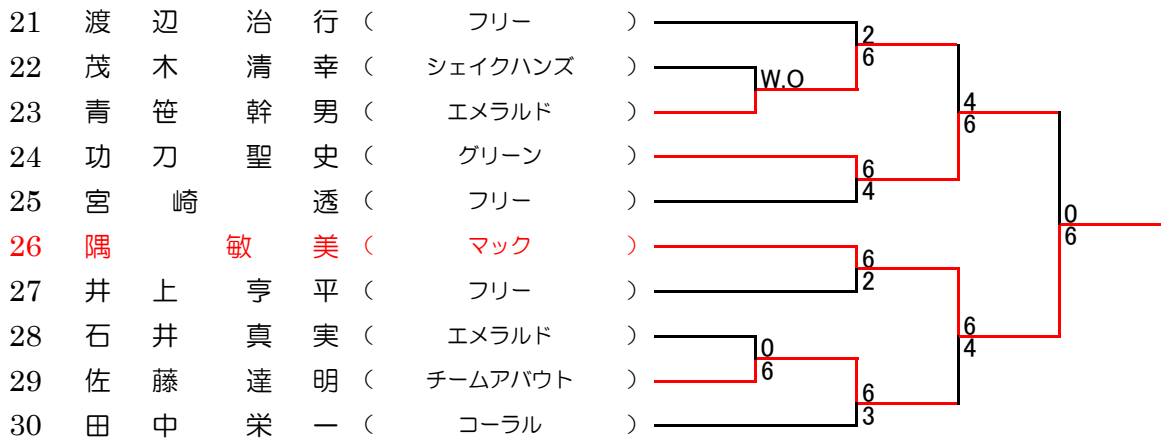 21 渡辺 治行 ( フリー )
22 茂木 清幸 ( シェイクハンズ )
23 青笹 幹男 ( エメラルド )
24 功刀 聖史 ( グリーン )
25 宮崎 透 ( フリー )
26 隅 敏美 ( マック )
27 井上 亨平 ( フリー )
28 石井 真実 ( エメラルド )
29 佐藤 達明 ( チームアバウト )
30 田中 栄一 ( コーラル )
W.O
0
6
2
6
6
4
6
2
6
3
4
6
6
4
0
6